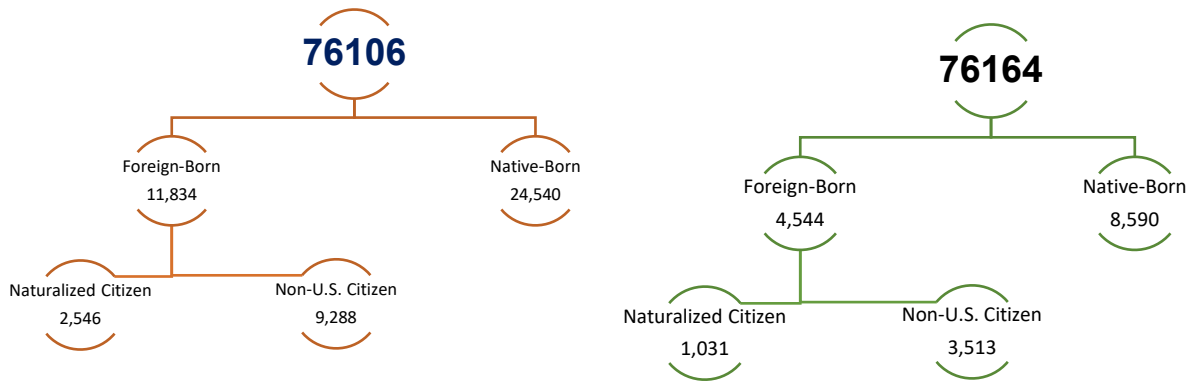 76106
Foreign-Born
11,834
Native-Born
24,540
Naturalized Citizen
2,546
Non-U.S. Citizen
9,288
76164
Foreign-Born
4,544
Native-Born
8,590
Naturalized Citizen
1,031
Non-U.S. Citizen
3,513